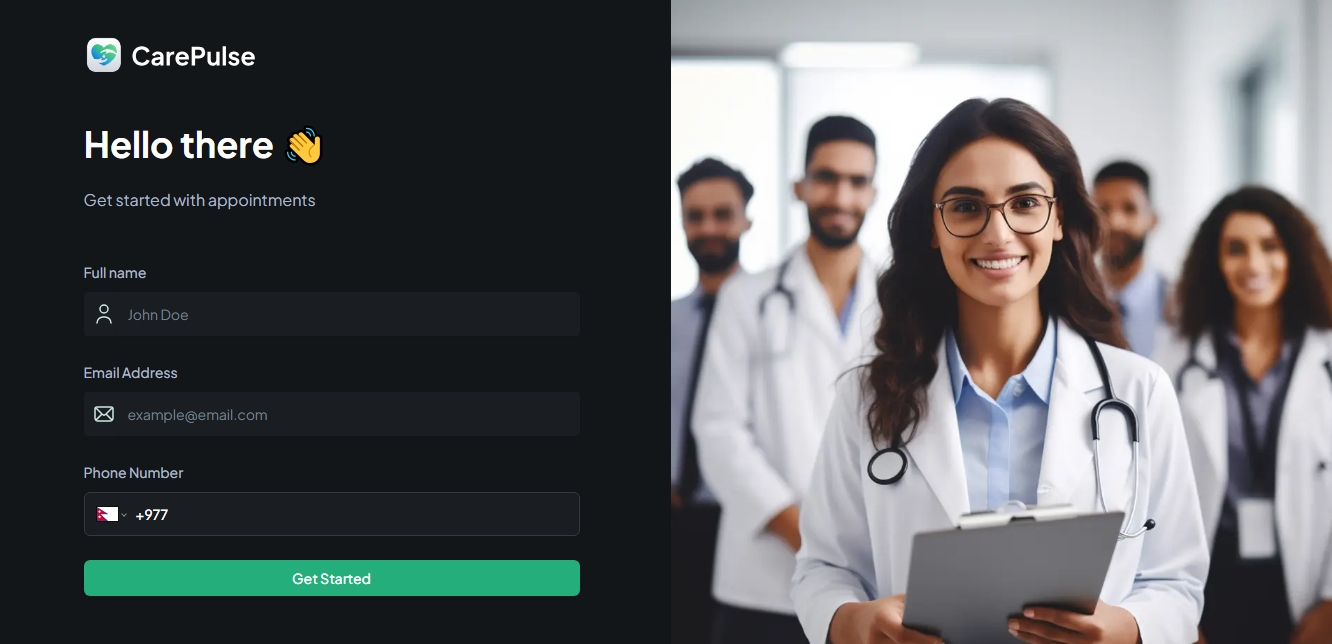 CarePulse
Hello there 👋
Get started with appointments
Full name
John Doe
Email Address
example@email.com
Phone Number
+977
Get Started